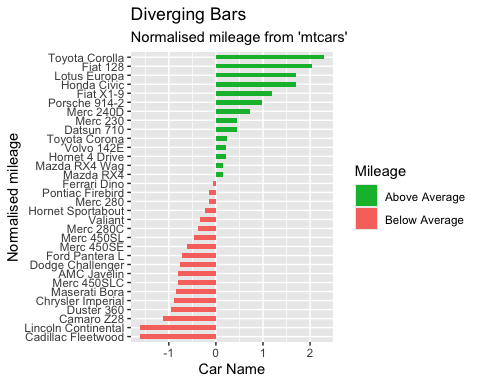 Diverging Bars
Normalised mileage from 'mtcars'
Toyota Corolla
Fiat 128
Lotus Europa
Honda Civic
Fiat X1-9
Porsche 914-2
Merc 240D
Merc 230
Datsun 710
Toyota Corona
Volvo 142E
Hornet 4 Drive
Mazda RX4 Wag
Mazda RX4
Ferrari Dino
Pontiac Firebird
Merc 280
Hornet Sportabout
Valiant
Merc 280C
Merc 450SL
Merc 450SE
Ford Pantera L
Dodge Challenger
AMC Javelin
Merc 450SLC
Maserati Bora
Chrysler Imperial
Duster 360
Camaro Z28
Lincoln Continental
Cadillac Fleetwood
Normalised mileage
-1 0 1 2
Car Name
Mileage
Above Average
Below Average